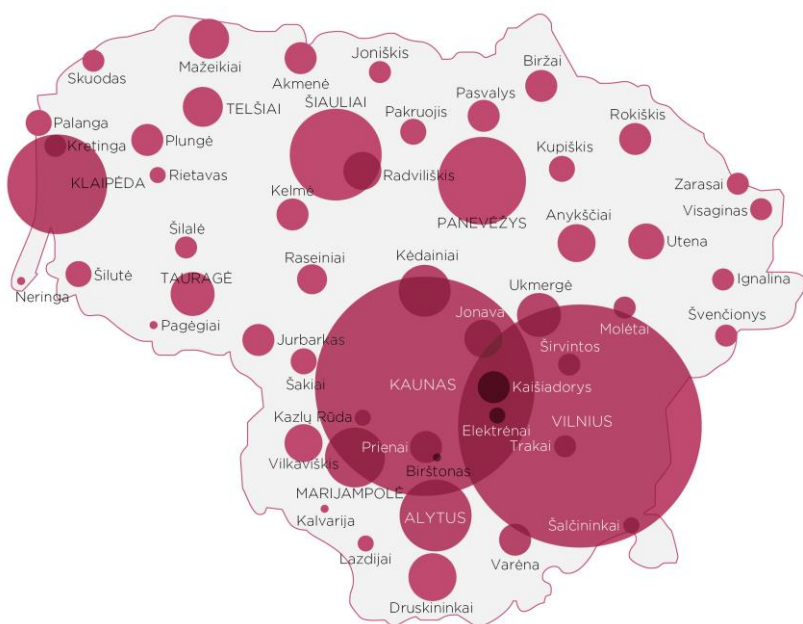 Skuodas
Mažeikiai
Akmenė
Joniškis
Biržai
Palanga
Kretinga
Plungė
TELŠIAI
ŠIAULIAI
Pakruojis
Pasvalys
Rokiškis
KLAIPĖDA
Rietavas
Kelmė
Radviliškis
PANEVĖŽYS
Kupiškis
Zarasai
Visaginas
Šilalė
Anykščiai
Utena
Neringa
Šilutė
TAURAGĖ
Raseiniai
Kėdainiai
Ukmergė
Ignalina
Pagėgiai
Jurbarkas
Jonava
Molėtai
Švenčionys
Šakiai
KAUNAS
Širvintos
Kaišiadorys
Kazlų Rūda
Elektrėnai
VILNIUS
Vilkaviškis
Prienai
Trakai
Birštonas
MARIJAMPOLĖ
Kalvarija
ALYTUS
Šalčininkai
Lazdijai
Varėna
Druskininkai